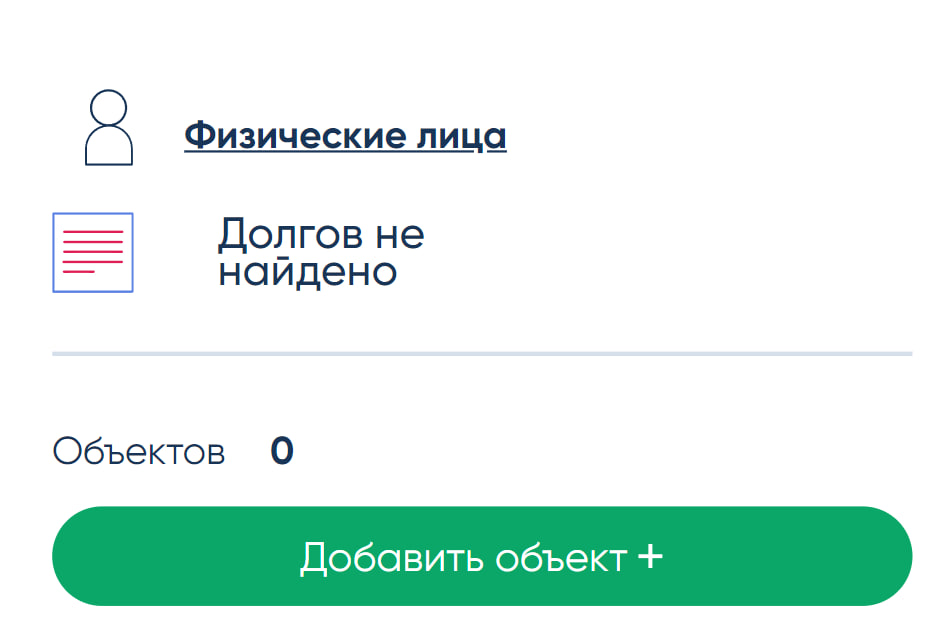 Физические лица
Долгов не
найдено
Объектов 0
Добавить объект +